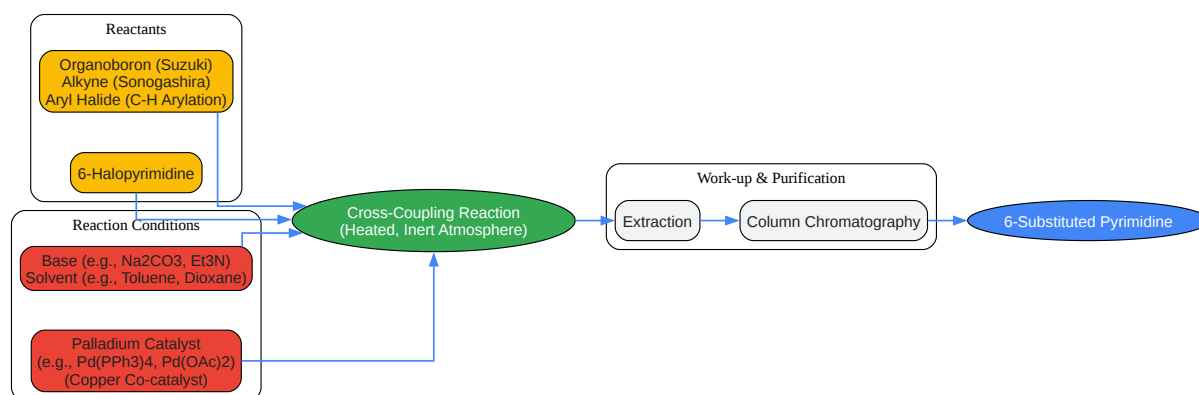 Reactants
Organoboron (Suzuki)
Alkyne (Sonogashira)
Aryl Halide (C-H Arylation)
6-Halopyrimidine
Reaction Conditions
Base (e.g., Na2CO3, Et3N)
Solvent (e.g., Toluene, Dioxane)
Palladium Catalyst
(e.g., Pd(PPh3)4, Pd(OAc)2)
(Copper Co-catalyst)
Cross-Coupling Reaction
(Heated, Inert Atmosphere)
Work-up & Purification
Extraction
Column Chromatography
6-Substituted Pyrimidine